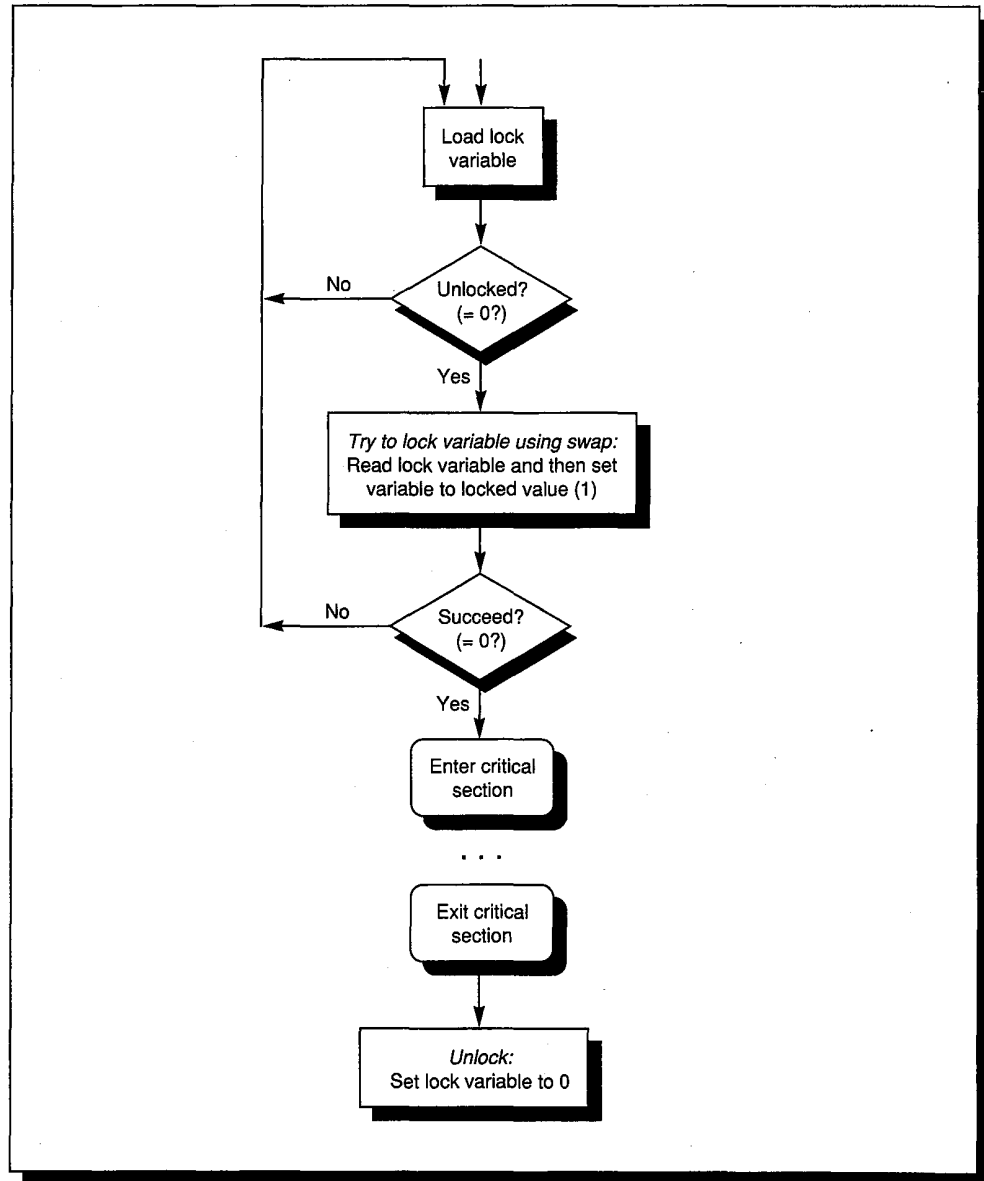 Load lock
variable
No
Unlocked?
(= 0?)
Yes
Try to lock variable using swap:
Read lock variable and then set
variable to locked value (1)
No
Succeed?
(= 0?)
Yes
Enter critical
section
. . .
Exit critical
section
Unlock:
Set lock variable to 0